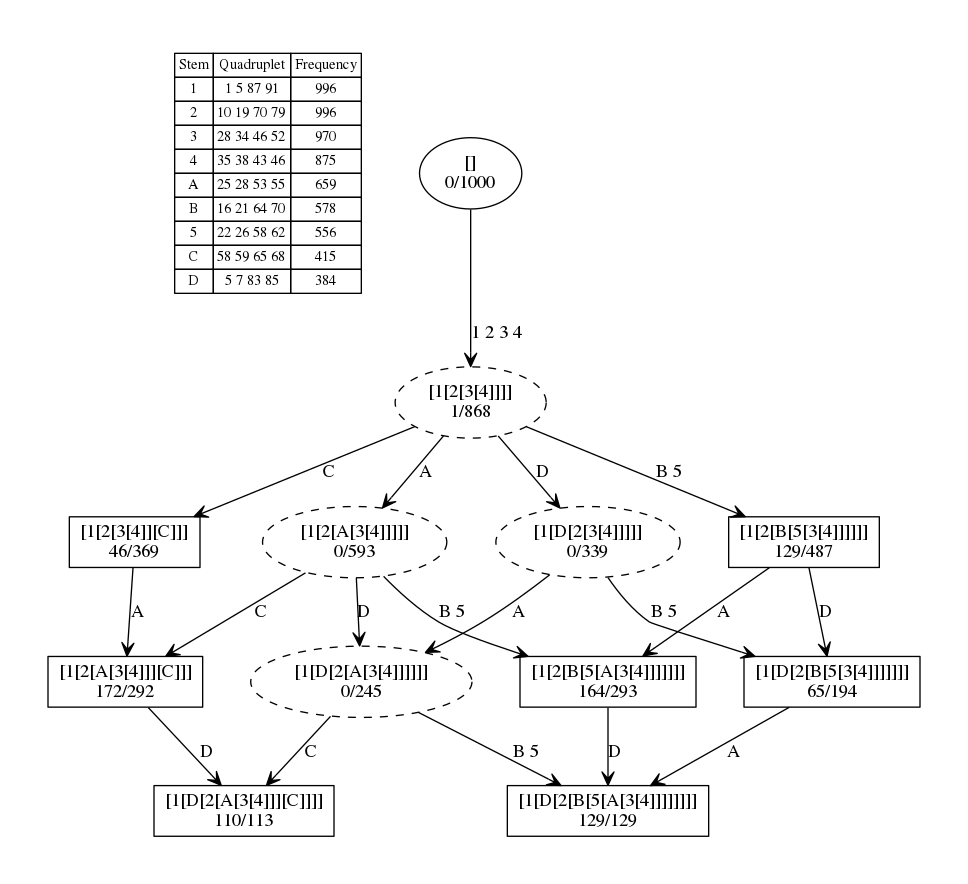 Stem Quadruplet Frequency
1 1 5 87 91 996
2 10 19 70 79 996
3 28 34 46 52 970
4 35 38 43 46 875
A 25 28 53 55 659
B 16 21 64 70 578
5 22 26 58 62 556
C 58 59 65 68 415
D 5 7 83 85 384
[]
0/1000
1 2 3 4
[1[2[3[4]]]]
1/868
C A D B 5
[1[2[3[4]][C]]]
46/369
[1[2[A[3[4]]]]]
0/593
[1[D[2[3[4]]]]]
0/339
[1[2[B[5[3[4]]]]]]
129/487
A C D B 5 A B 5 A D
[1[2[A[3[4]]][C]]]
172/292
[1[D[2[A[3[4]]]]]]
0/245
[1[2[B[5[A[3[4]]]]]]]
164/293
[1[D[2[B[5[3[4]]]]]]]
65/194
D C B 5 D A
[1[D[2[A[3[4]]][C]]]]
110/113
[1[D[2[B[5[A[3[4]]]]]]]]
129/129